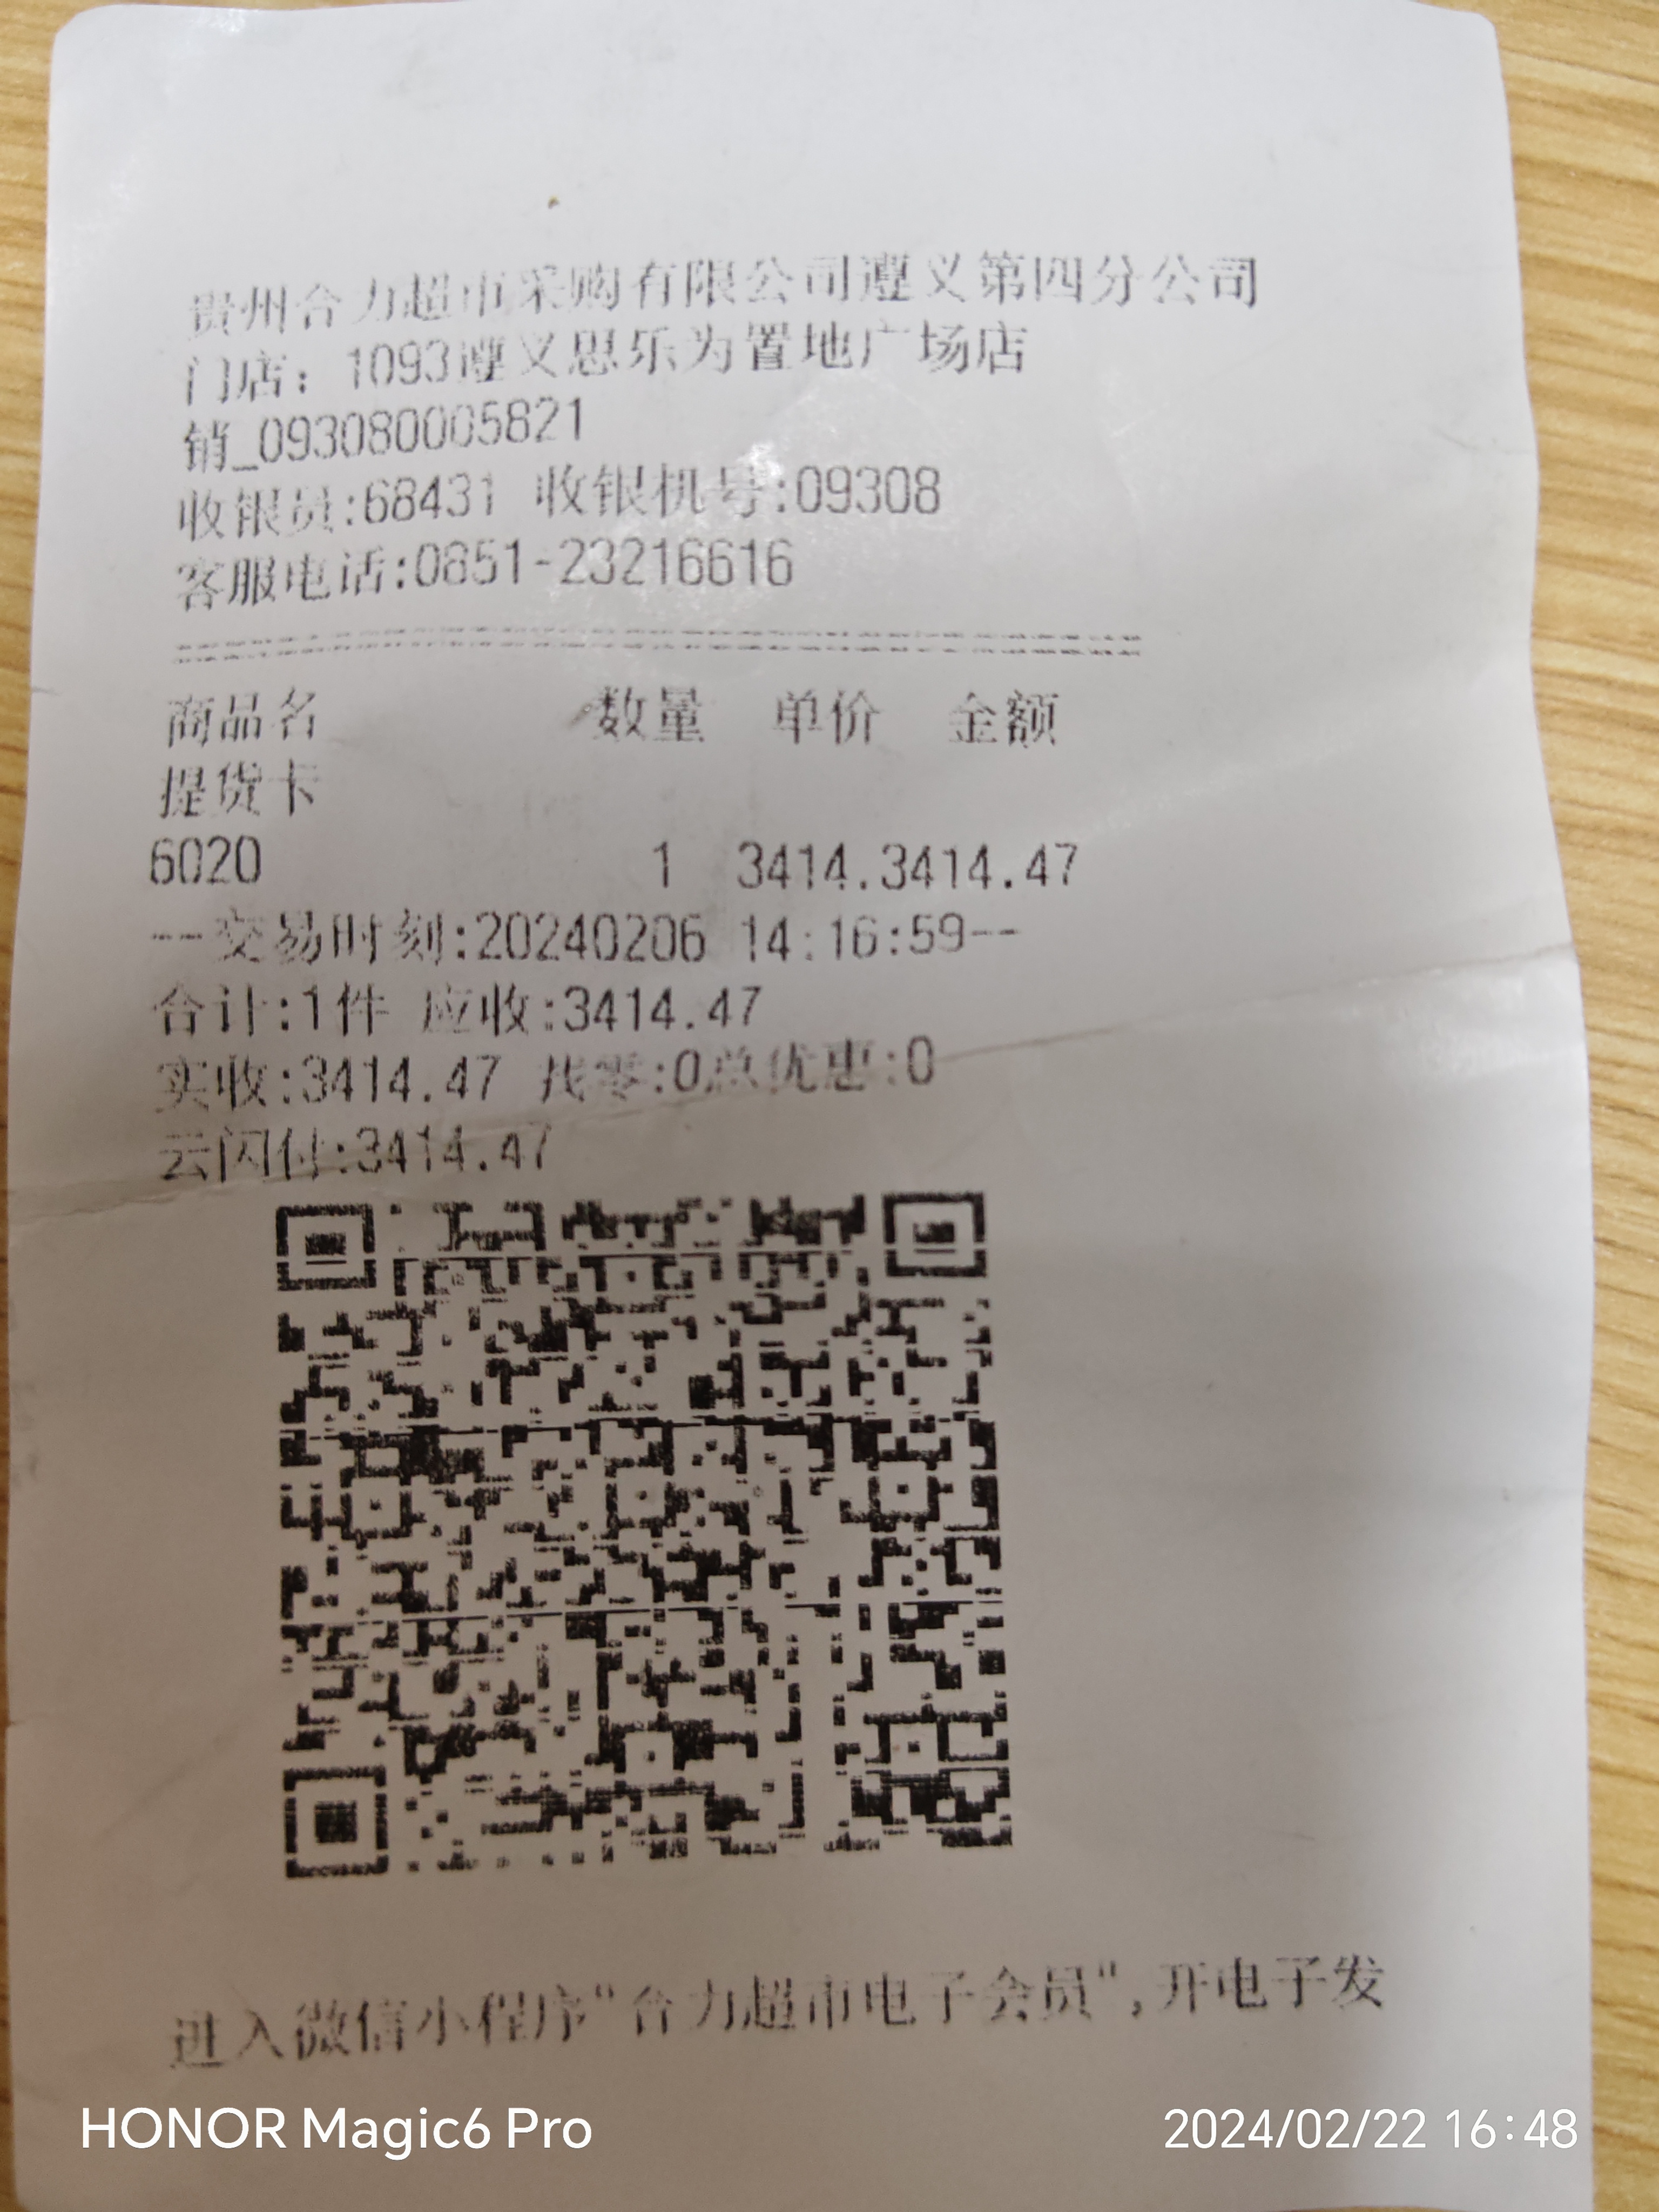 贵州合力超市采购有限公司遵义第四分公司
门店：1093遵义思乐为置地广场店
销_093080005821
收银员:68431 收银机号:09308
客服电话:0851-23216616
商品名 数量 单价 金额
提货卡
6020 1 3414.3414.47
--交易时刻:20240206 14:16:59--
合计:1件 应收:3414.47
实收:3414.47 找零:0总优惠:0
云闪付:3414.47
进入微信小程序"合力超市电子会员",开电子发
HONOR Magic6 Pro
2024/02/22 16:48